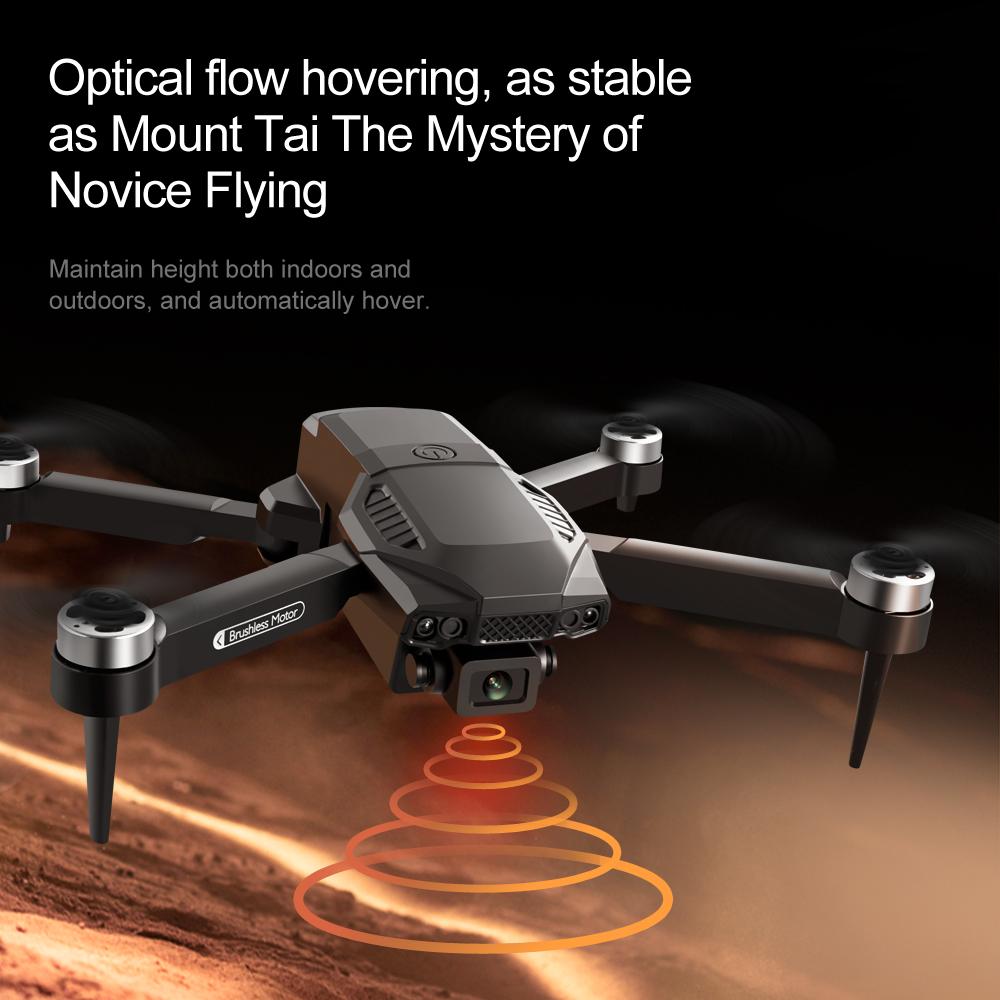 Optical flow hovering, as stable
as Mount Tai The Mystery of
Novice Flying
Maintain height both indoors and
outdoors, and automatically hover.
Brushless Motor